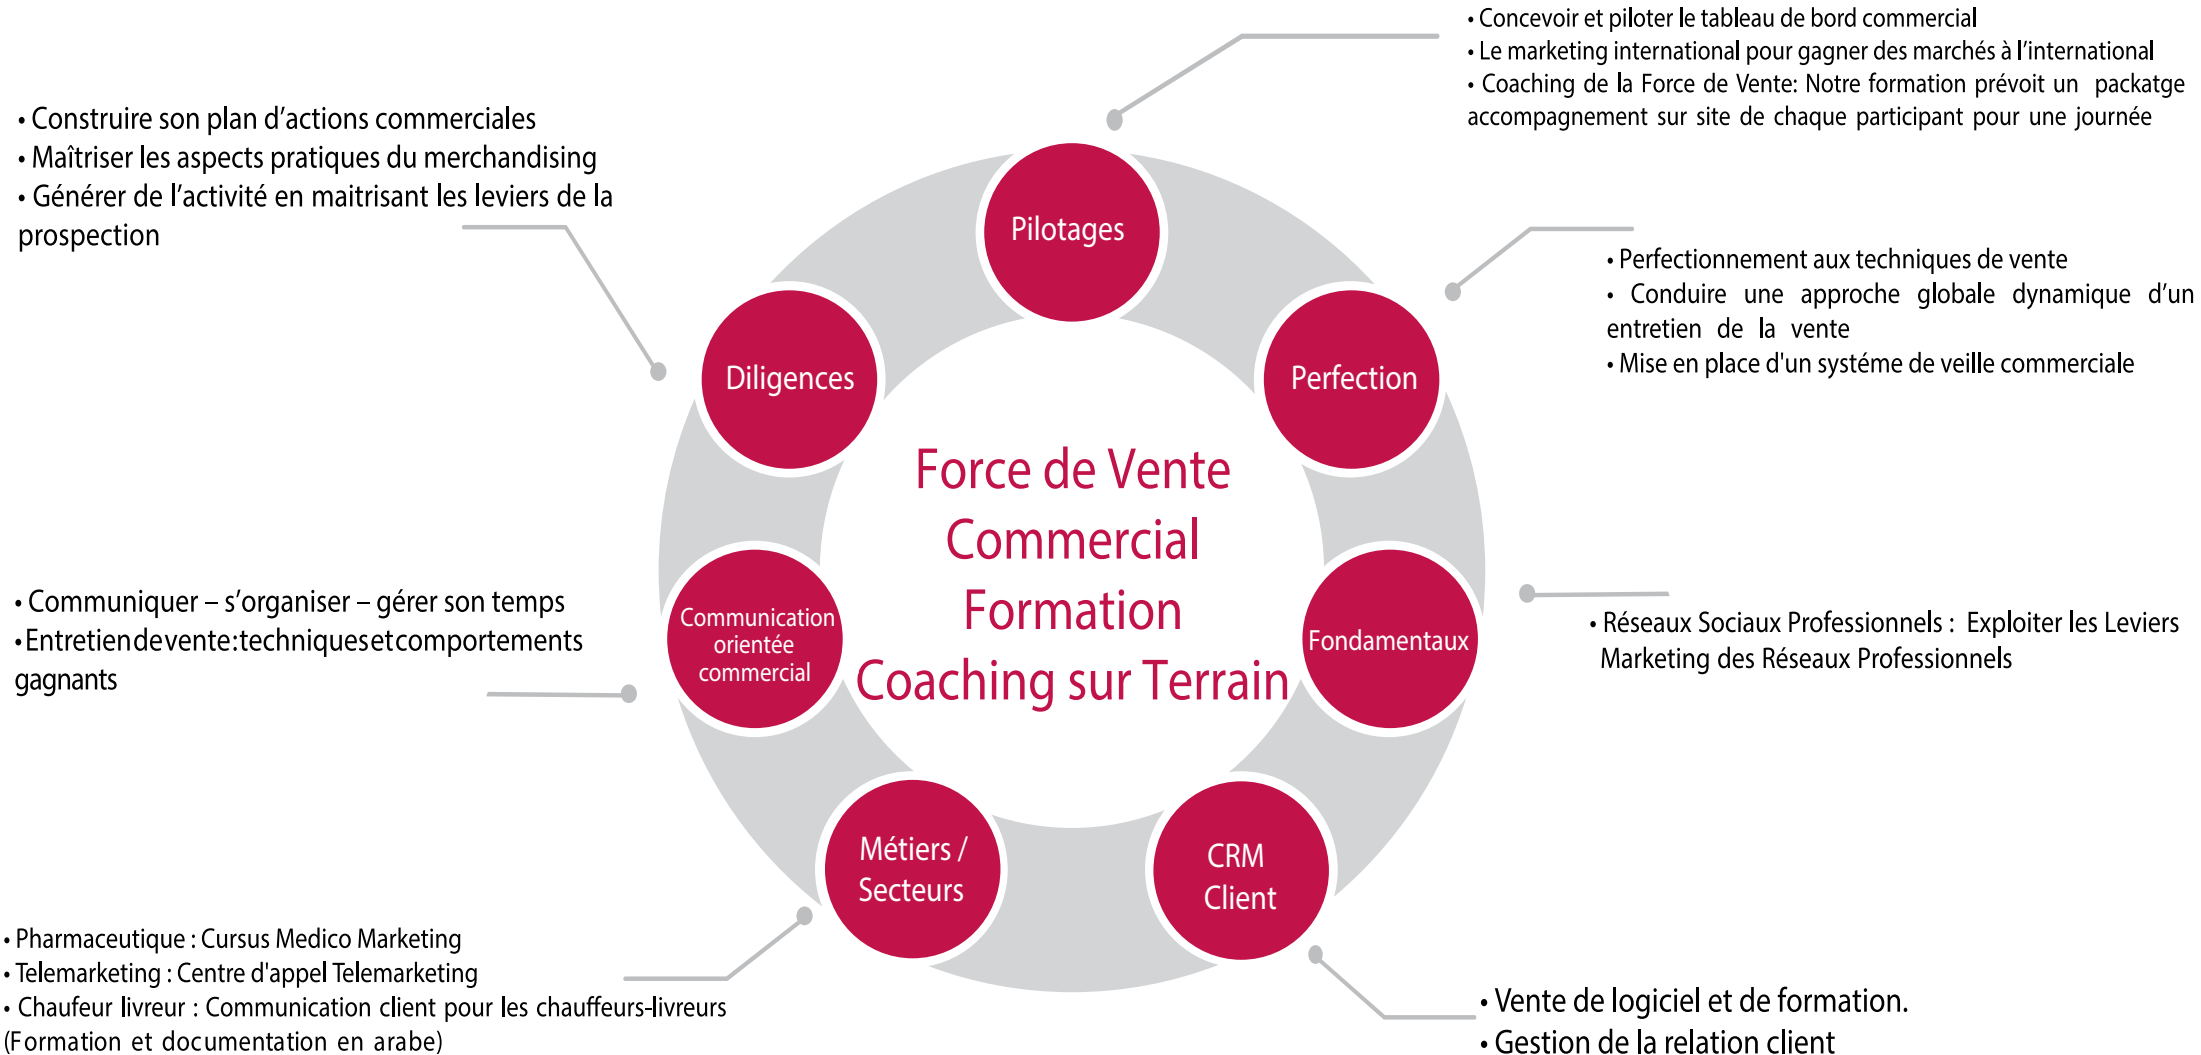 • Concevoir et piloter le tableau de bord commercial
• Le marketing international pour gagner des marchés à l’international
• Coaching de la Force de Vente: Notre formation prévoit un packatge
accompagnement sur site de chaque participant pour une journée
• Construire son plan d’actions commerciales
• Maîtriser les aspects pratiques du merchandising
• Générer de l’activité en maitrisant les leviers de la
prospection
Pilotages
• Perfectionnement aux techniques de vente
• Conduire une approche globale dynamique d’un
entretien de la vente
• Mise en place d'un systéme de veille commerciale
Diligences
Perfection
Force de Vente
Commercial
Formation
Coaching sur Terrain
• Communiquer – s’organiser – gérer son temps
• Entretien de vente : techniques et comportements
gagnants
Communication
orientée
commercial
Fondamentaux
• Réseaux Sociaux Professionnels : Exploiter les Leviers
Marketing des Réseaux Professionnels
Métiers /
Secteurs
CRM
Client
• Pharmaceutique : Cursus Medico Marketing
• Telemarketing : Centre d'appel Telemarketing
• Chaufeur livreur : Communication client pour les chauffeurs-livreurs
(Formation et documentation en arabe)
• Vente de logiciel et de formation.
• Gestion de la relation client